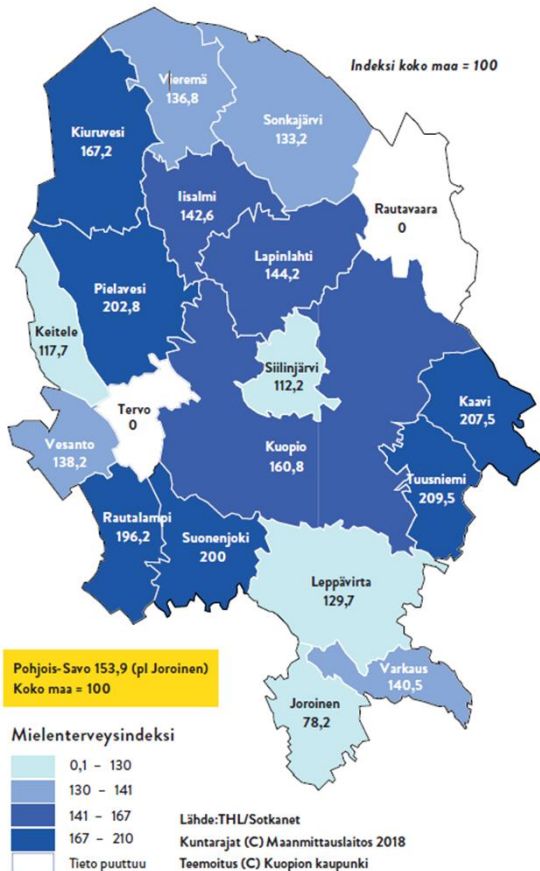 Indeksi koko maa = 100
Vieremä
136,8
Sonkajärvi
133,2
Kiuruvesi
167,2
Iisalmi
142,6
Rautavaara
0
Lapinlahti
144,2
Pielavesi
202,8
Keitele
117,7
Siilinjärvi
112,2
Kaavi
207,5
Tervo
0
Vesanto
138,2
Kuopio
160,8
Tuusniemi
209,5
Rautalampi
196,2
Suonenjoki
200
Leppävirta
129,7
Varkaus
140,5
Joroinen
78,2
Pohjois-Savo 153,9 (pl Joroinen)
Koko maa = 100
Mielenterveysindeksi
0,1 – 130
130 – 141
141 – 167
167 – 210
Tieto puuttuu
Lähde:THL/Sotkanet
Kuntarajat (C) Maanmittauslaitos 2018
Teemoitus (C) Kuopion kaupunki